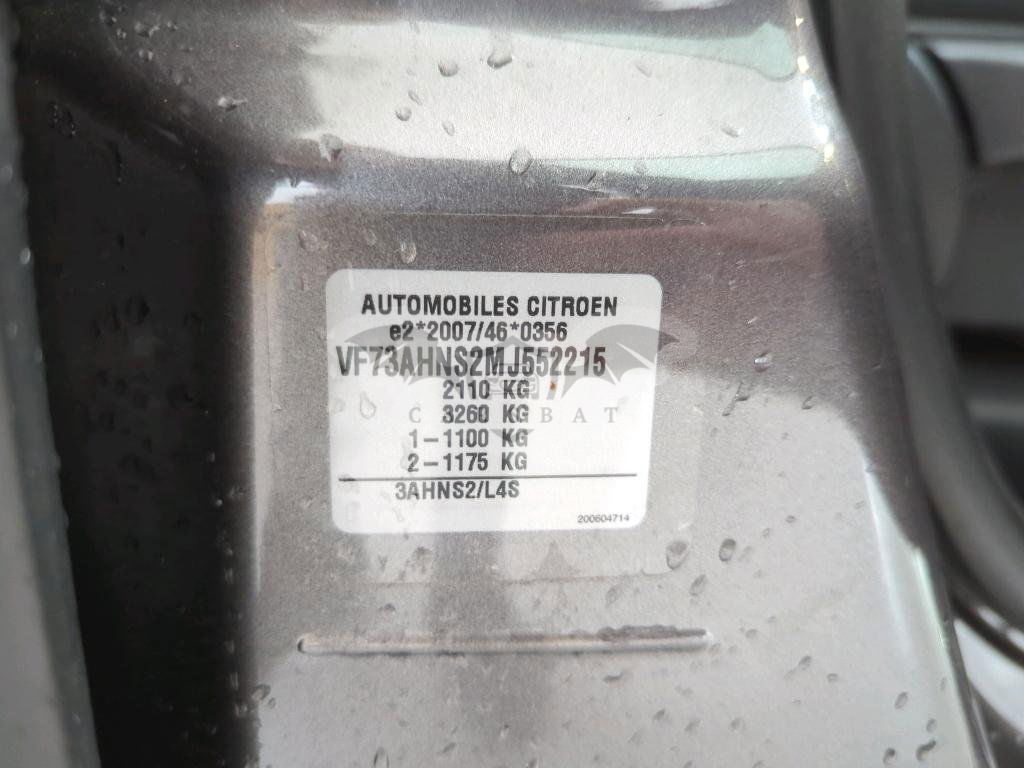 AUTOMOBILES CITROEN
e2*2007/46*0356
VF73AHNS2MJ552215
2110 KG
3260 KG
1-1100 KG
2-1175 KG
3AHNS2/L4S
200604714